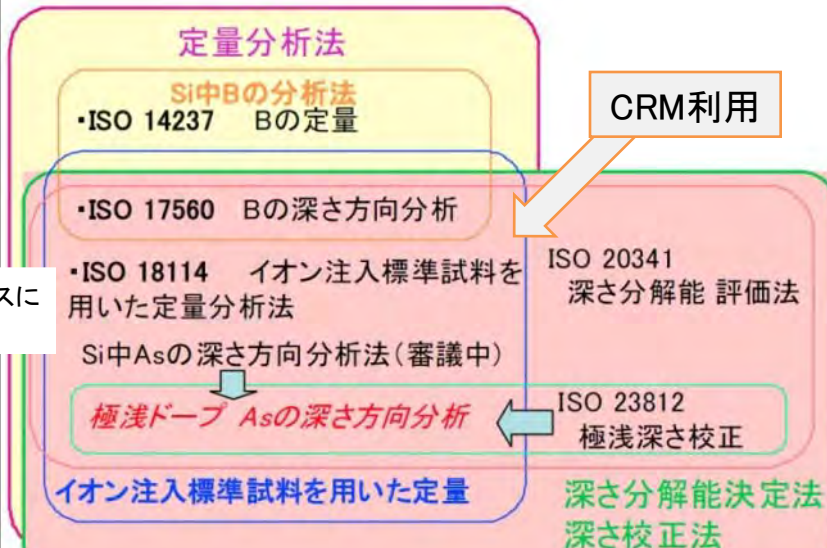 定量分析法
Si中Bの分析法
・ISO 14237 Bの定量
CRM利用
・ISO 17560 Bの深さ方向分析
・ISO 18114 イオン注入標準試料を
用いた定量分析法
ISO 20341
深さ分解能 評価法
スに
Si中Asの深さ方向分析法(審議中)
極浅ドープ Asの深さ方向分析
ISO 23812
極浅深さ校正
イオン注入標準試料を用いた定量
深さ分解能決定法
深さ校正法